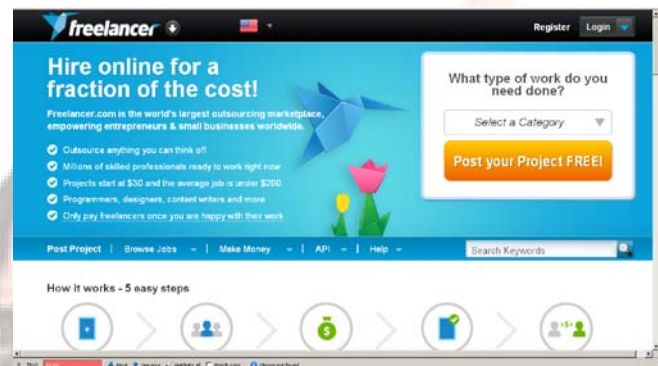 freelancer
Register Login
Hire online for a
fraction of the cost!
Freelancer.com is the world's largest outsourcing marketplace,
empowering entrepreneurs & small businesses worldwide.
Outsource anything you can think of!
Millions of skilled professionals ready to work right now
Projects start at $30 and the average job is under $200
Programmers, designers, content writers and more
Only pay freelancers once you are happy with their work
What type of work do you
need done?
Select a Category
Post your Project FREE!
Post Project | Browse Jobs | Make Money | API | Help
Search Keywords
How it works - 5 easy steps